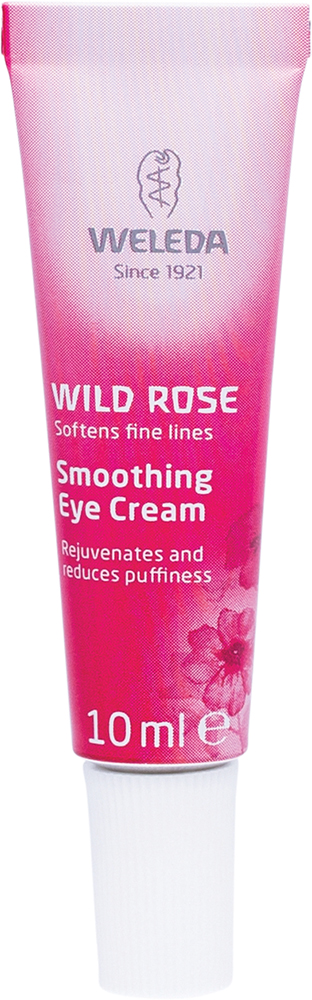 WELEDA
Since 1921
WILD ROSE
Softens fine lines
Smoothing
Eye Cream
Rejuvenates and
reduces puffiness
10 ml ℮